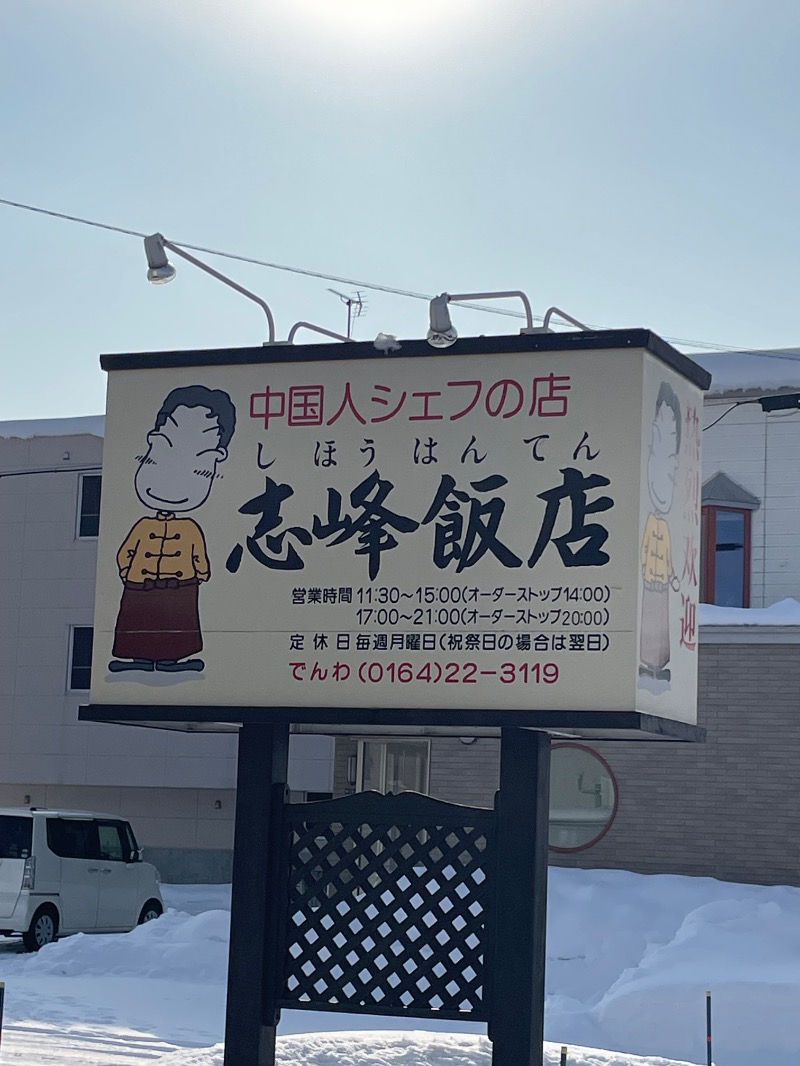 中国人シェフの店
しほうはんてん
志峰飯店
営業時間 11:30〜15:00(オーダーストップ14:00)
17:00〜21:00(オーダーストップ20:00)
定休日毎週月曜日(祝祭日の場合は翌日)
でんわ(0164)22-3119
热烈欢迎